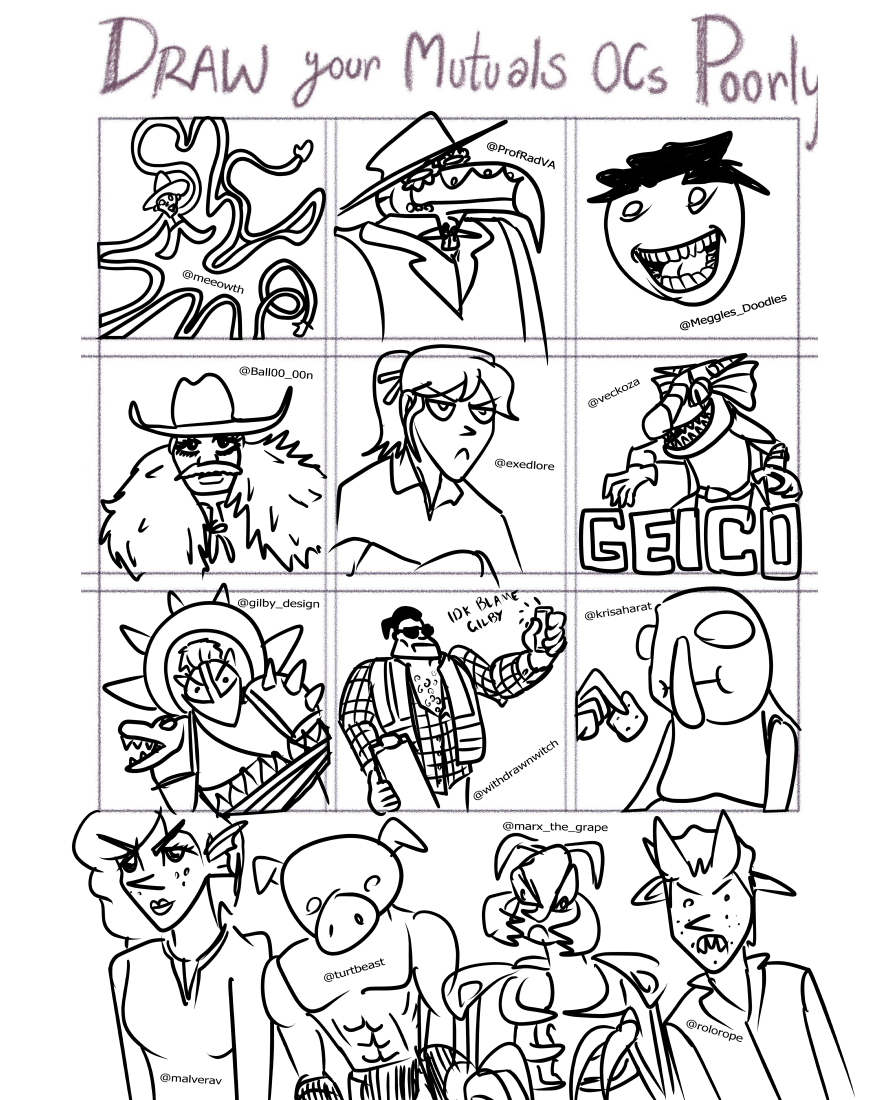 DRAW your Mutuals OCs Poorly
@meeowth
@ProfRadVA
@Meggles_Doodles
@Ball00_00n
@exedlore
@veckoza
GEICO
@gilby_design
IDK BLAME
GILBY
@withdrawnwitch
@krisaharat
@malverav
@turtbeast
@marx_the_grape
@rolorope